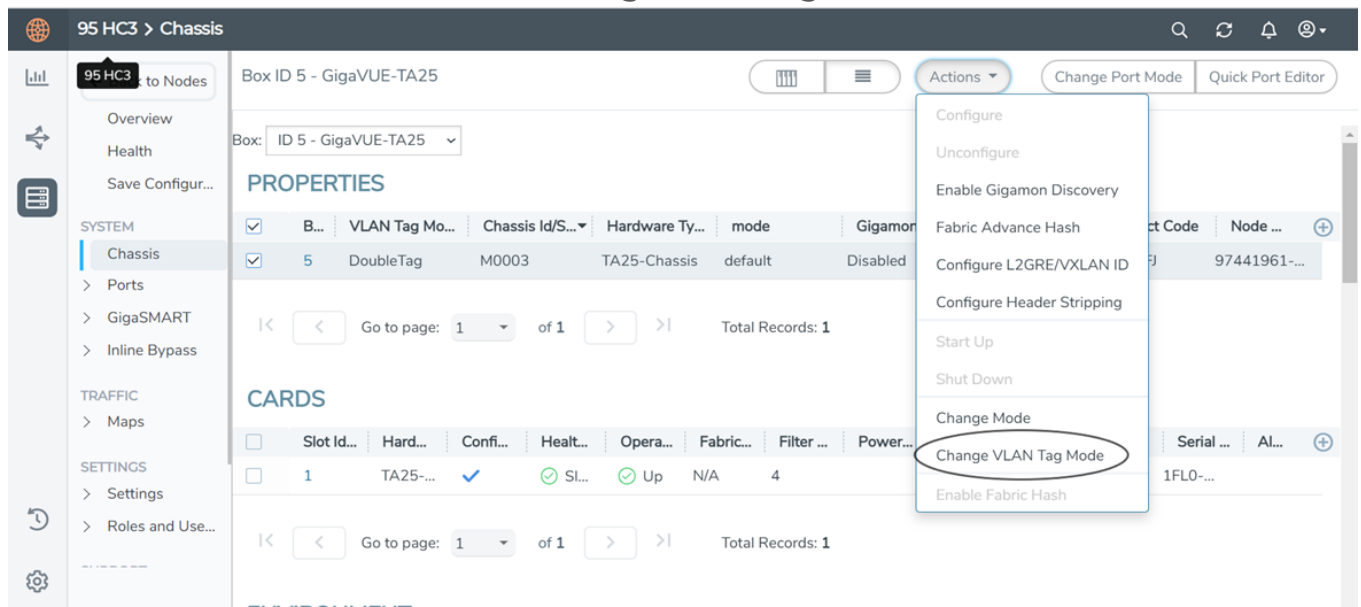 95 HC3 > Chassis
95 HC3 to Nodes
Overview
Health
Save Configur...
SYSTEM
Chassis
Ports
GigaSMART
Inline Bypass
TRAFFIC
Maps
SETTINGS
Settings
Roles and Use...
Box ID 5 - GigaVUE-TA25
Actions
Change Port Mode Quick Port Editor
Box: ID 5 - GigaVUE-TA25
PROPERTIES
B... VLAN Tag Mo... Chassis Id/S... Hardware Ty... mode Gigamon ct Code Node ...
5 DoubleTag M0003 TA25-Chassis default Disabled 97441961-...
Go to page: 1 of 1 Total Records: 1
CARDS
Slot Id... Hard... Confi... Healt... Opera... Fabric... Filter ... Power... Serial ... Al...
1 TA25-... Sl... Up N/A 4 1FL0-...
Go to page: 1 of 1 Total Records: 1
Configure
Unconfigure
Enable Gigamon Discovery
Fabric Advance Hash
Configure L2GRE/VXLAN ID
Configure Header Stripping
Start Up
Shut Down
Change Mode
Change VLAN Tag Mode
Enable Fabric Hash